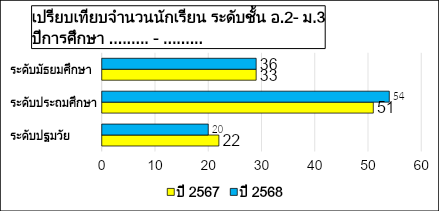 เปรียบเทียบจำนวนนักเรียน ระดับชั้น อ.2- ม.3
ปีการศึกษา ......... - .........
ระดับมัธยมศึกษา 36
33
ระดับประถมศึกษา 54
51
ระดับปฐมวัย 20
22
0 10 20 30 40 50 60
ปี 2567 ปี 2568